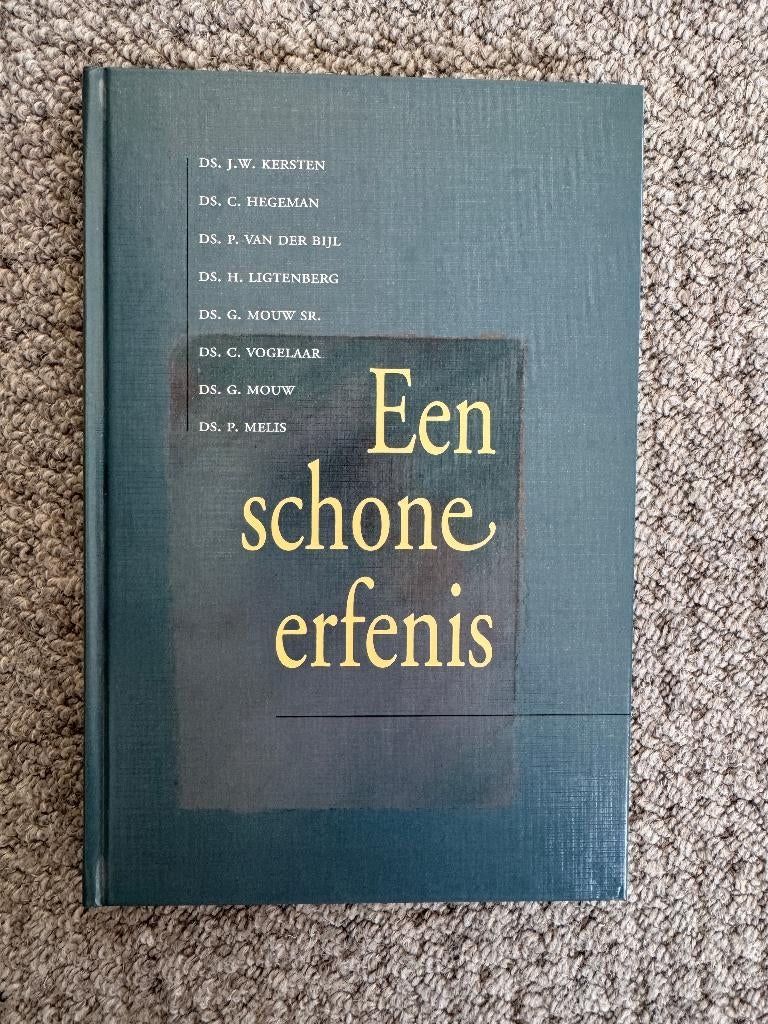 DS. J.W. KERSTEN
DS. C. HEGEMAN
DS. P. VAN DER BIJL
DS. H. LIGTENBERG
DS. G. MOUW SR.
DS. C. VOGELAAR
DS. G. MOUW
DS. P. MELIS
Een
schone
erfenis